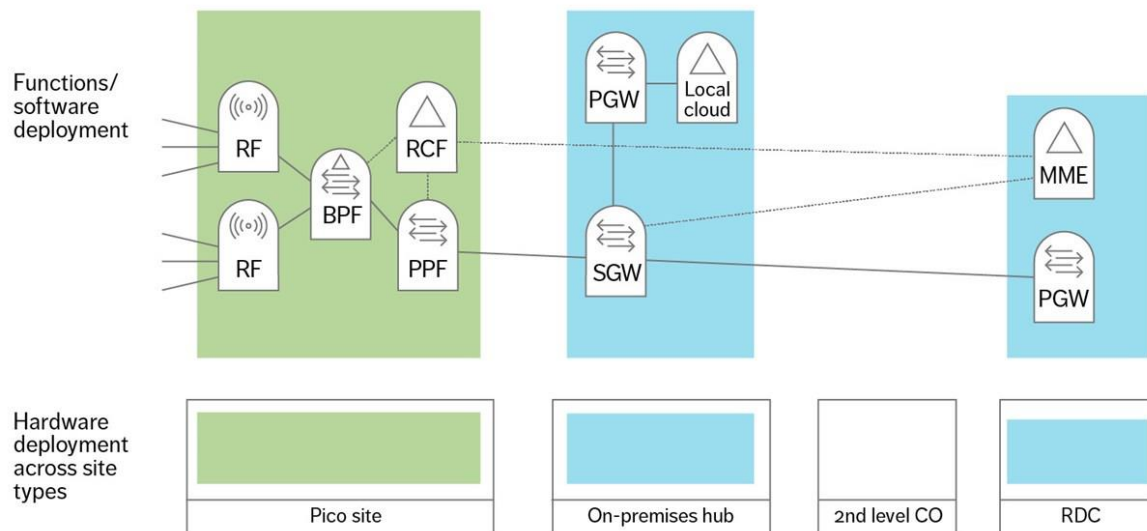 Functions/
software
deployment
RF
RF
BPF
RCF
PPF
PGW
Local
cloud
SGW
MME
PGW
Hardware
deployment
across site
types
Pico site
On-premises hub
2nd level CO
RDC